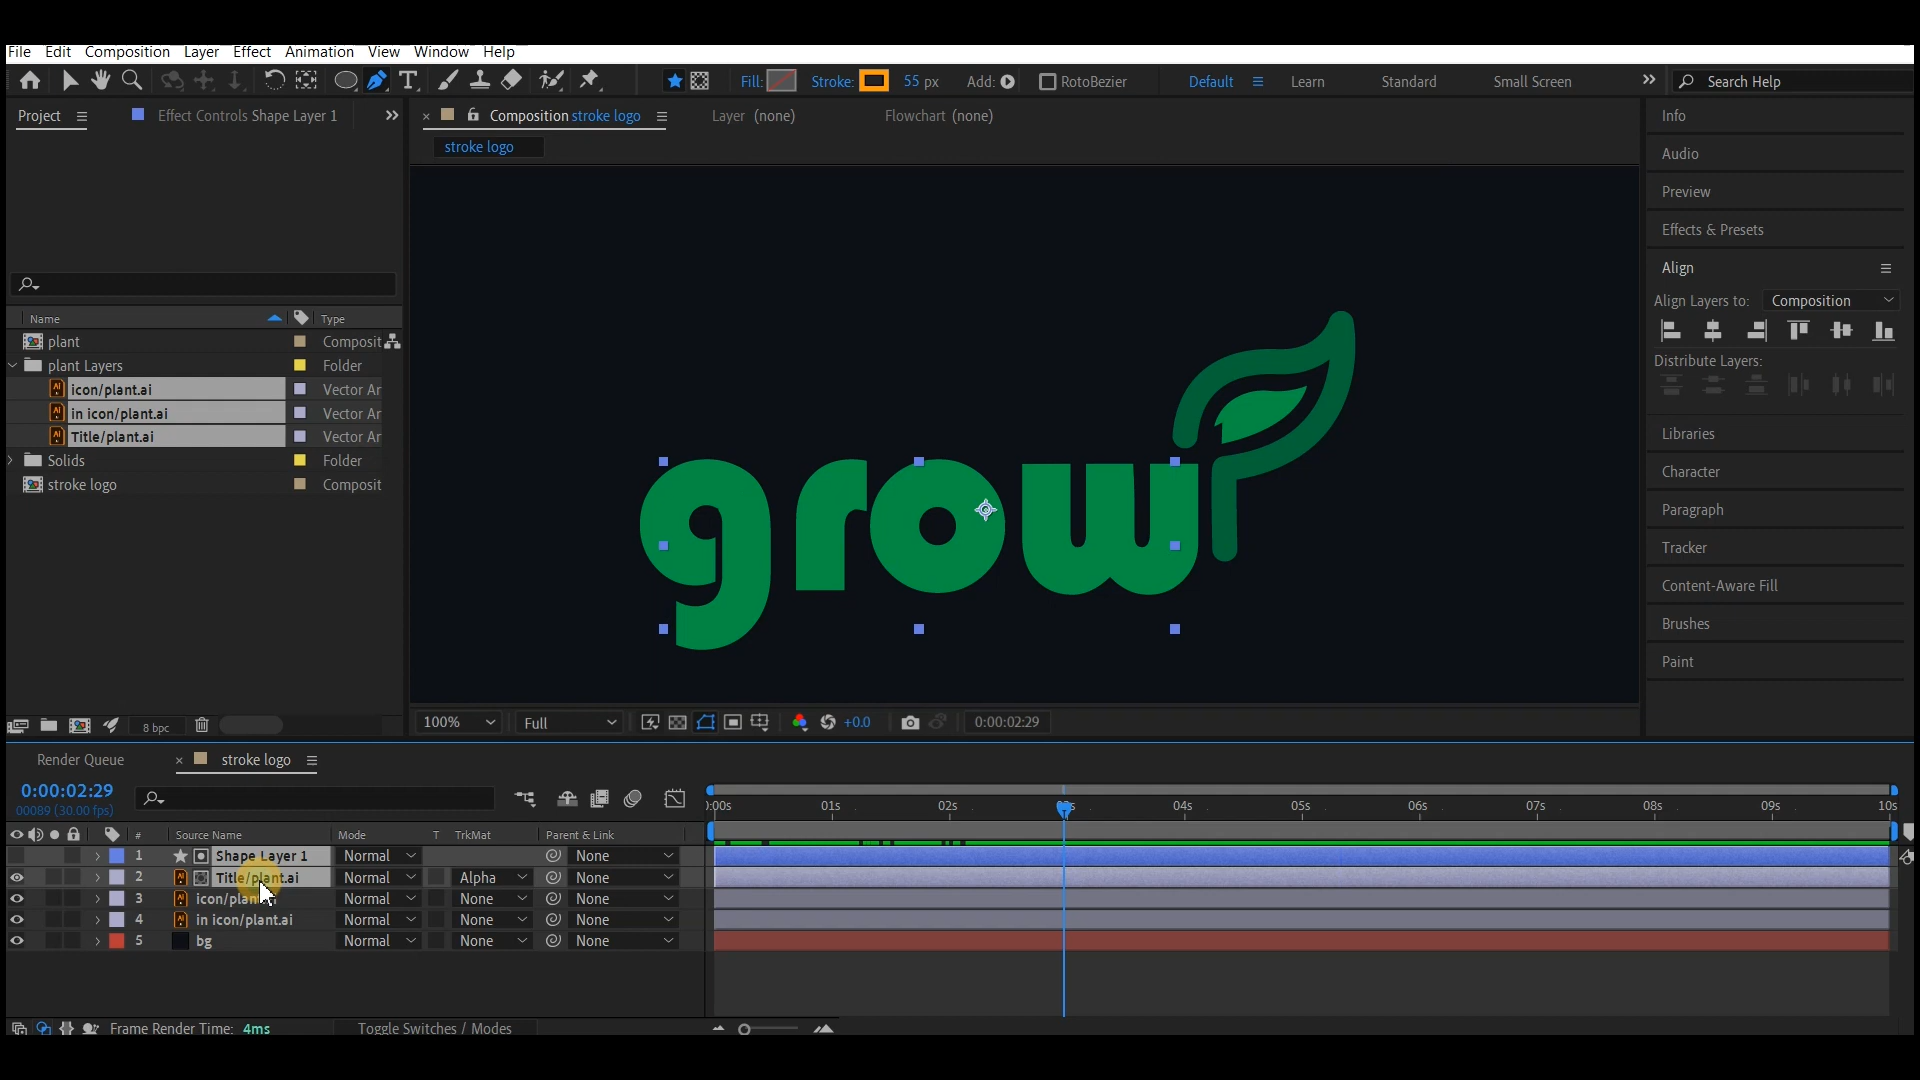 File Edit Composition Layer Effect Animation View Window Help
Fill: Stroke: 55 px Add: RotoBezier Default Learn Standard Small Screen Search Help
Project Effect Controls Shape Layer 1
Composition stroke logo Layer (none) Flowchart (none)
stroke logo
Name Type
plant Composit
plant Layers Folder
icon/plant.ai Vector Ar
in icon/plant.ai Vector Ar
Title/plant.ai Vector Ar
Solids Folder
stroke logo Composit
8 bpc
grow
100% Full +0.0 0:00:02:29
Info
Audio
Preview
Effects & Presets
Align
Align Layers to: Composition
Distribute Layers:
Libraries
Character
Paragraph
Tracker
Content-Aware Fill
Brushes
Paint
Render Queue stroke logo
0:00:02:29
00089 (30.00 fps)
):00s 01s 02s 04s 05s 06s 07s 08s 09s 10s
# Source Name Mode T TrkMat Parent & Link
1 Shape Layer 1 Normal None
2 Title/plant.ai Normal Alpha None
3 icon/plant.ai Normal None None
4 in icon/plant.ai Normal None None
5 bg Normal None None
Frame Render Time: 4ms Toggle Switches / Modes